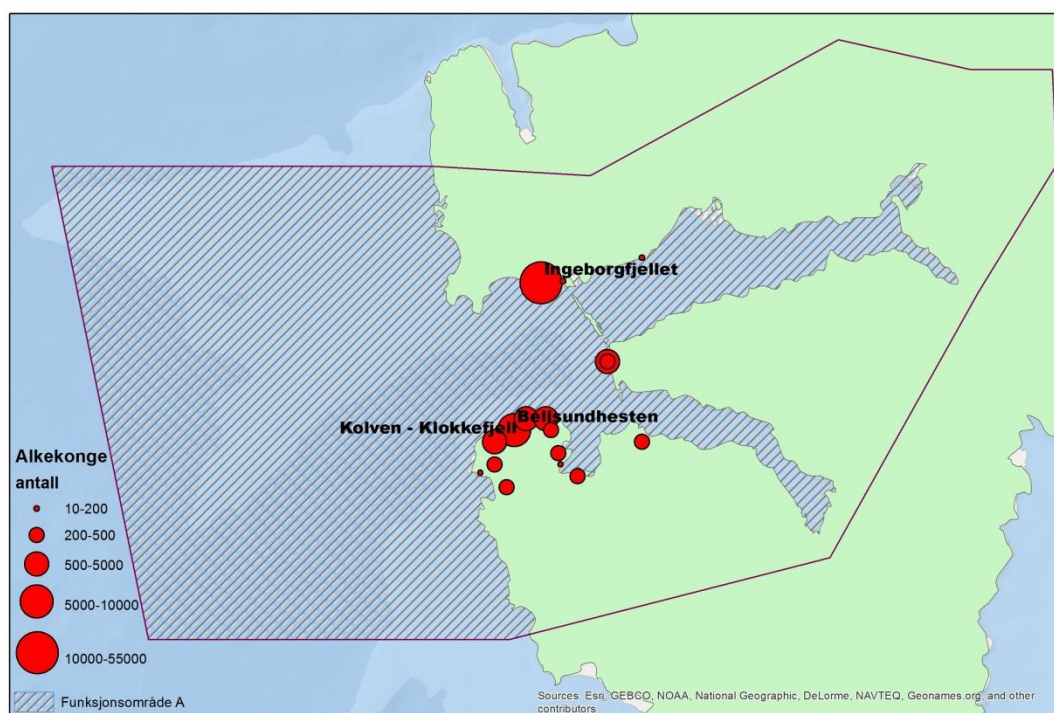 Ingeborgfjellet
Bellsundhesten
Kolven - Klokkefjell
Alkekonge
antall
10-200
200-500
500-5000
5000-10000
10000-55000
Funksjonsområde A
Sources: Esri, GEBCO, NOAA, National Geographic, DeLorme, NAVTEQ, Geonames.org, and other
contributors